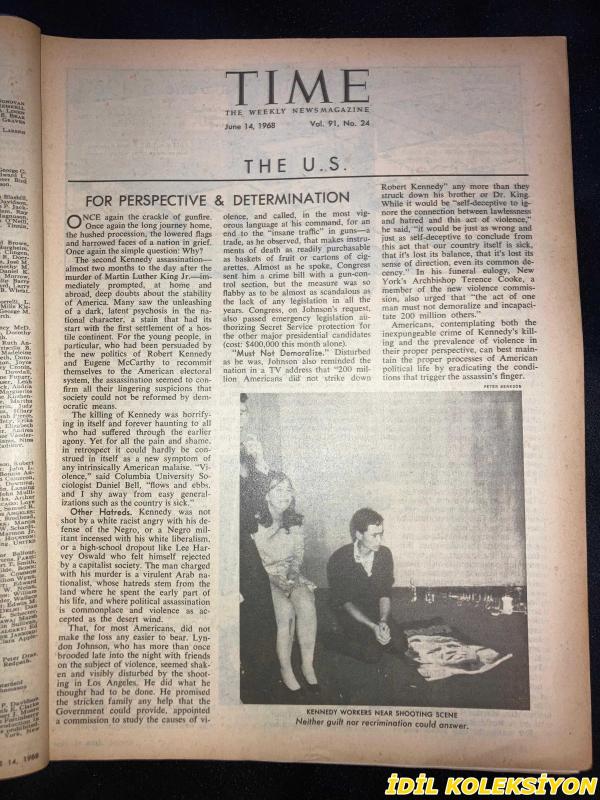 TIME
THE WEEKLY NEWSMAGAZINE
June 14, 1968 Vol. 91, No. 24
THE U.S.
FOR PERSPECTIVE & DETERMINATION
ONCE again the crackle of gunfire.
Once again the long journey home,
the hushed procession, the lowered flags
and harrowed faces of a nation in grief.
Once again the simple question: Why?
The second Kennedy assassination—
almost two months to the day after the
murder of Martin Luther King Jr.—im-
mediately prompted, at home and
abroad, deep doubts about the stability
of America. Many saw the unleashing
of a dark, latent psychosis in the na-
tional character, a stain that had its
start with the first settlement of a hos-
tile continent. For the young people, in
particular, who had been persuaded by
the new politics of Robert Kennedy
and Eugene McCarthy to recommit
themselves to the American electoral
system, the assassination seemed to con-
firm all their lingering suspicions that
society could not be reformed by dem-
ocratic means.
The killing of Kennedy was horrify-
ing in itself and forever haunting to all
who had suffered through the earlier
agony. Yet for all the pain and shame,
in retrospect it could hardly be con-
strued in itself as a new symptom of
any intrinsically American malaise. "Vi-
olence," said Columbia University So-
ciologist Daniel Bell, "flows and ebbs,
and I shy away from easy general-
izations such as the country is sick."
Other Hatreds. Kennedy was not
shot by a white racist angry with his de-
fense of the Negro, or a Negro mil-
itant incensed with his white liberalism,
or a high-school dropout like Lee Har-
vey Oswald who felt himself rejected
by a capitalist society. The man charged
with his murder is a virulent Arab na-
tionalist, whose hatreds stem from the
land where he spent the early part of
his life, and where political assassination
is commonplace and violence as ac-
cepted as the desert wind.
That, for most Americans, did not
make the loss any easier to bear. Lyn-
don Johnson, who has more than once
brooded late into the night with friends
on the subject of violence, seemed shak-
en and visibly disturbed by the shoot-
ing in Los Angeles. He did what he
thought had to be done. He promised
the stricken family any help that the
Government could provide, appointed
a commission to study the causes of vi-
olence, and called, in the most vig-
orous language at his command, for an
end to the "insane traffic" in guns—a
trade, as he observed, that makes instru-
ments of death as readily purchasable
as baskets of fruit or cartons of cig-
arettes. Almost as he spoke, Congress
sent him a crime bill with a gun-con-
trol section, but the measure was so
flabby as to be almost as scandalous as
the lack of any legislation in all the
years. Congress, on Johnson's request,
also passed emergency legislation au-
thorizing Secret Service protection for
the other major presidential candidates
(cost: $400,000 this month alone).
"Must Not Demoralize." Disturbed
as he was, Johnson also reminded the
nation in a TV address that "200 mil-
lion Americans did not strike down
Robert Kennedy" any more than they
struck down his brother or Dr. King.
While it would be "self-deceptive to ig-
nore the connection between lawlessness
and hatred and this act of violence,"
he said, "it would be just as wrong and
just as self-deceptive to conclude from
this act that our country itself is sick,
that it's lost its balance, that it's lost its
sense of direction, even its common de-
cency." In his funeral eulogy, New
York's Archbishop Terence Cooke, a
member of the new violence commis-
sion, also urged that "the act of one
man must not demoralize and incapaci-
tate 200 million others."
Americans, contemplating both the
inexpungeable crime of Kennedy's kill-
ing and the prevalence of violence in
their proper perspective, can best main-
tain the proper processes of American
political life by eradicating the condi-
tions that trigger the assassin's finger.
KENNEDY WORKERS NEAR SHOOTING SCENE
Neither guilt nor recrimination could answer.
İDİL KOLEKSİYON